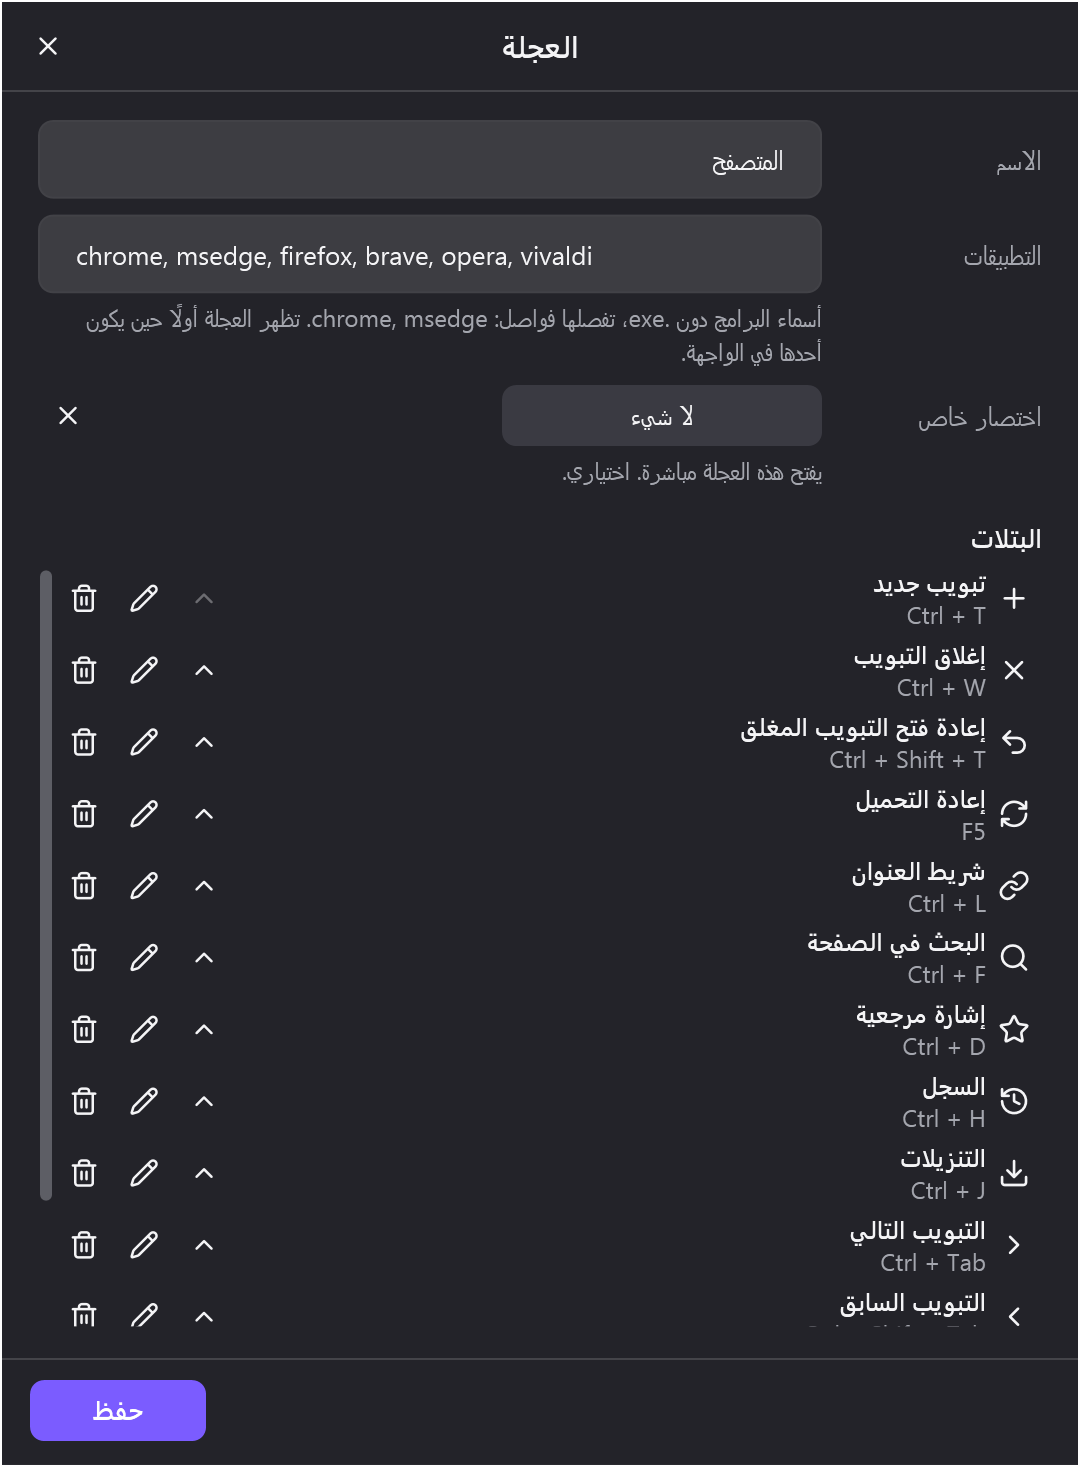 العجلة
الاسم
المتصفح
التطبيقات
chrome, msedge, firefox, brave, opera, vivaldi
أسماء البرامج دون .exe، تفصلها فواصل: chrome, msedge. تظهر العجلة أولًا حين يكون
أحدها في الواجهة.
اختصار خاص
لا شيء
يفتح هذه العجلة مباشرة. اختياري.
البتلات
تبويب جديد
Ctrl + T
إغلاق التبويب
Ctrl + W
إعادة فتح التبويب المغلق
Ctrl + Shift + T
إعادة التحميل
F5
شريط العنوان
Ctrl + L
البحث في الصفحة
Ctrl + F
إشارة مرجعية
Ctrl + D
السجل
Ctrl + H
التنزيلات
Ctrl + J
التبويب التالي
Ctrl + Tab
التبويب السابق
حفظ